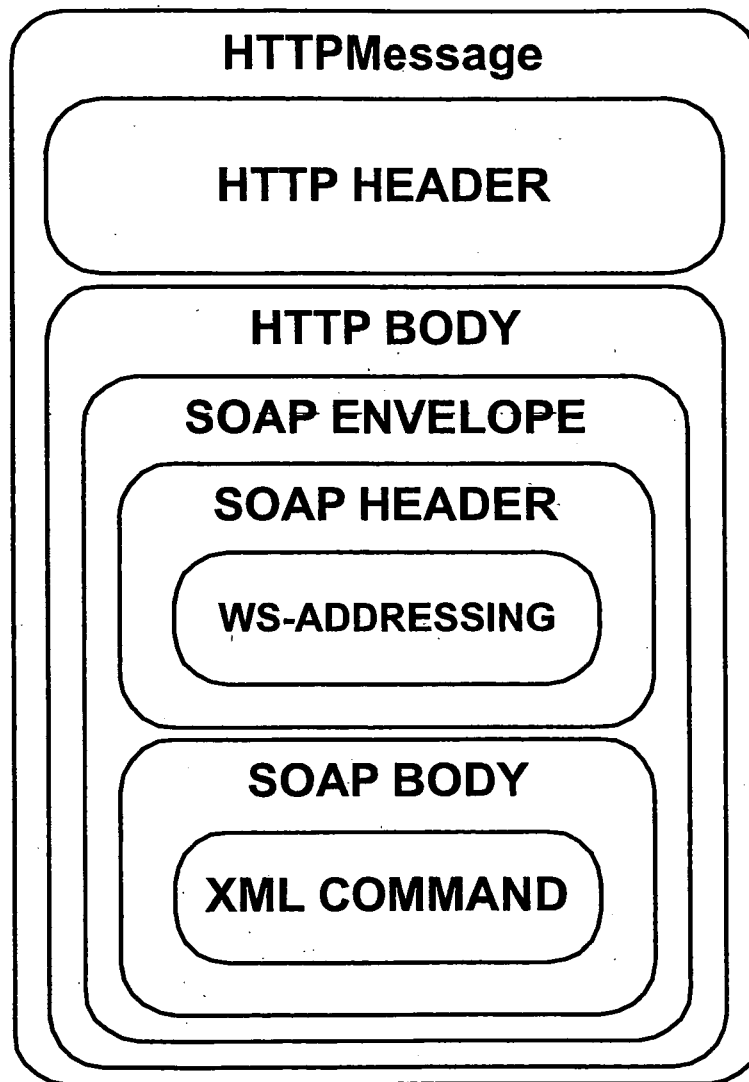 HTTPMessage
HTTP HEADER
HTTP BODY
SOAP ENVELOPE
SOAP HEADER
WS-ADDRESSING
SOAP BODY
XML COMMAND